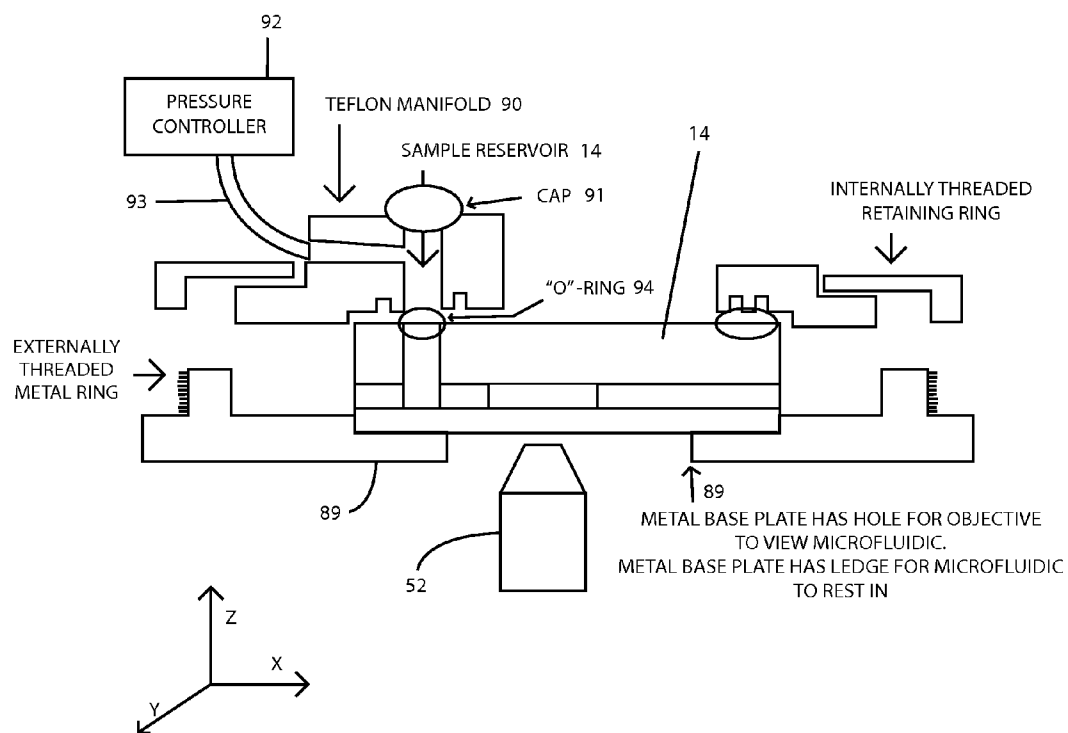 92
PRESSURE
CONTROLLER
TEFLON MANIFOLD 90
SAMPLE RESERVOIR 14
14
93
CAP 91
INTERNALLY THREADED
RETAINING RING
"O"-RING 94
EXTERNALLY
THREADED
METAL RING
89
89
METAL BASE PLATE HAS HOLE FOR OBJECTIVE
TO VIEW MICROFLUIDIC.
METAL BASE PLATE HAS LEDGE FOR MICROFLUIDIC
TO REST IN
52
Z
X
Y